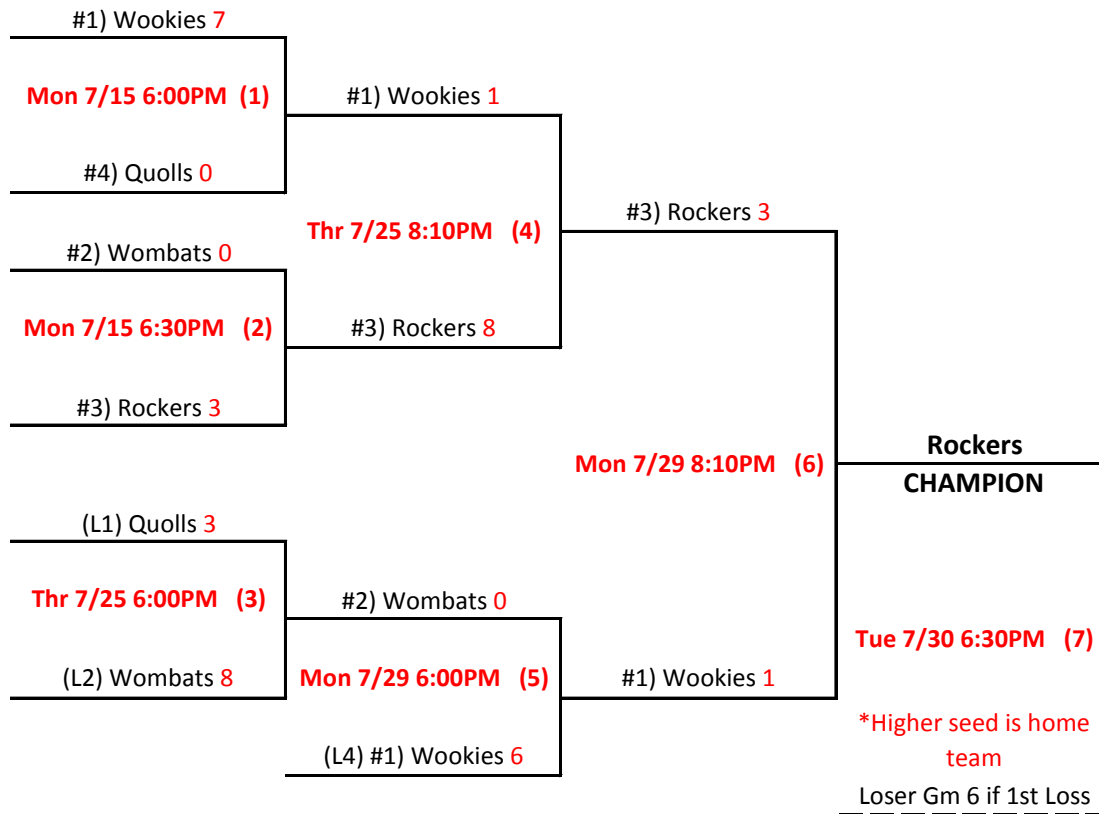 #1) Wookies 7
Mon 7/15 6:00PM (1)
#1) Wookies 1
#4) Quolls 0
Thr 7/25 8:10PM (4)
#3) Rockers 3
#2) Wombats 0
Mon 7/15 6:30PM (2)
#3) Rockers 8
#3) Rockers 3
Mon 7/29 8:10PM (6)
Rockers
CHAMPION
(L1) Quolls 3
Thr 7/25 6:00PM (3)
#2) Wombats 0
Tue 7/30 6:30PM (7)
(L2) Wombats 8
Mon 7/29 6:00PM (5)
#1) Wookies 1
*Higher seed is home
team
(L4) #1) Wookies 6
Loser Gm 6 if 1st Loss